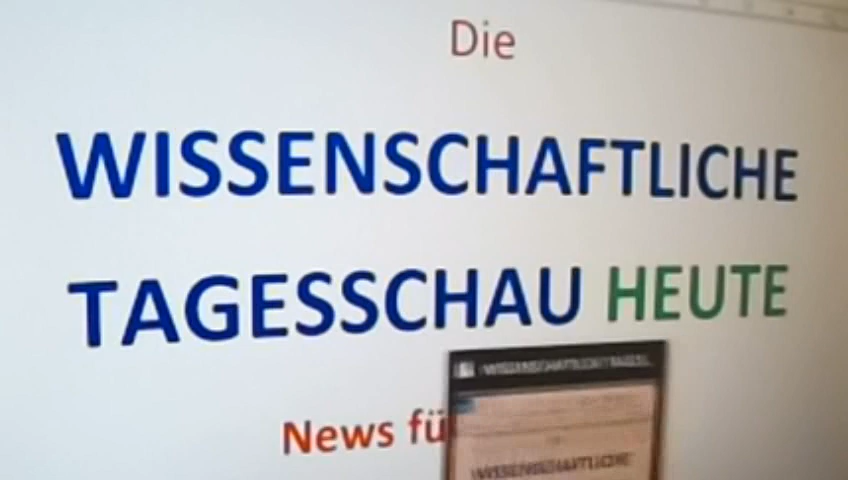 Die
WISSENSCHAFTLICHE
TAGESSCHAU HEUTE
News fü
WISSENSCHAFTLICHE